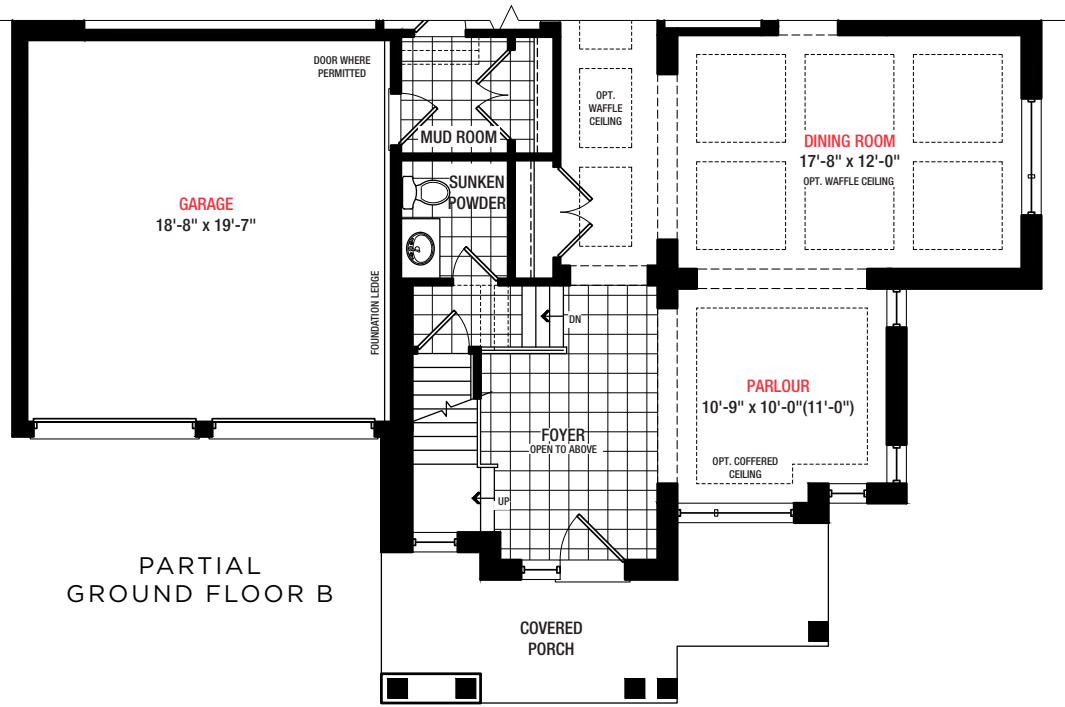 DOOR WHERE
PERMITTED
MUD ROOM
OPT.
WAFFLE
CEILING
DINING ROOM
17'-8" x 12'-0"
OPT. WAFFLE CEILING
GARAGE
18'-8" x 19'-7"
SUNKEN
POWDER
FOUNDATION LEDGE
DN
PARLOUR
10'-9" x 10'-0"(11'-0")
OPT. COFFERED
CEILING
FOYER
OPEN TO ABOVE
UP
PARTIAL
GROUND FLOOR B
COVERED
PORCH